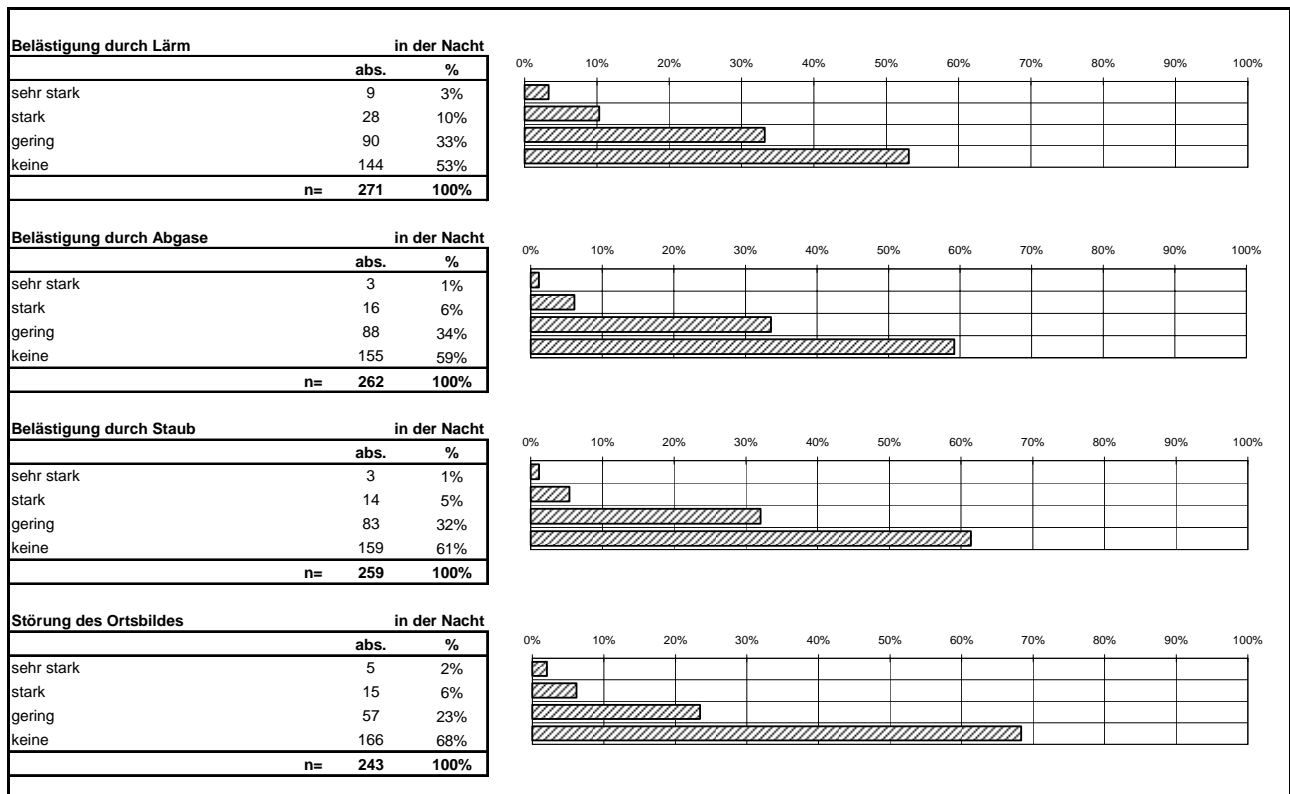 Belästigung durch Lärm in der Nacht
abs. %
0% 10% 20% 30% 40% 50% 60% 70% 80% 90% 100%
sehr stark 9 3%
stark 28 10%
gering 90 33%
keine 144 53%
n= 271 100%
Belästigung durch Abgase in der Nacht
abs. %
0% 10% 20% 30% 40% 50% 60% 70% 80% 90% 100%
sehr stark 3 1%
stark 16 6%
gering 88 34%
keine 155 59%
n= 262 100%
Belästigung durch Staub in der Nacht
abs. %
0% 10% 20% 30% 40% 50% 60% 70% 80% 90% 100%
sehr stark 3 1%
stark 14 5%
gering 83 32%
keine 159 61%
n= 259 100%
Störung des Ortsbildes in der Nacht
abs. %
0% 10% 20% 30% 40% 50% 60% 70% 80% 90% 100%
sehr stark 5 2%
stark 15 6%
gering 57 23%
keine 166 68%
n= 243 100%